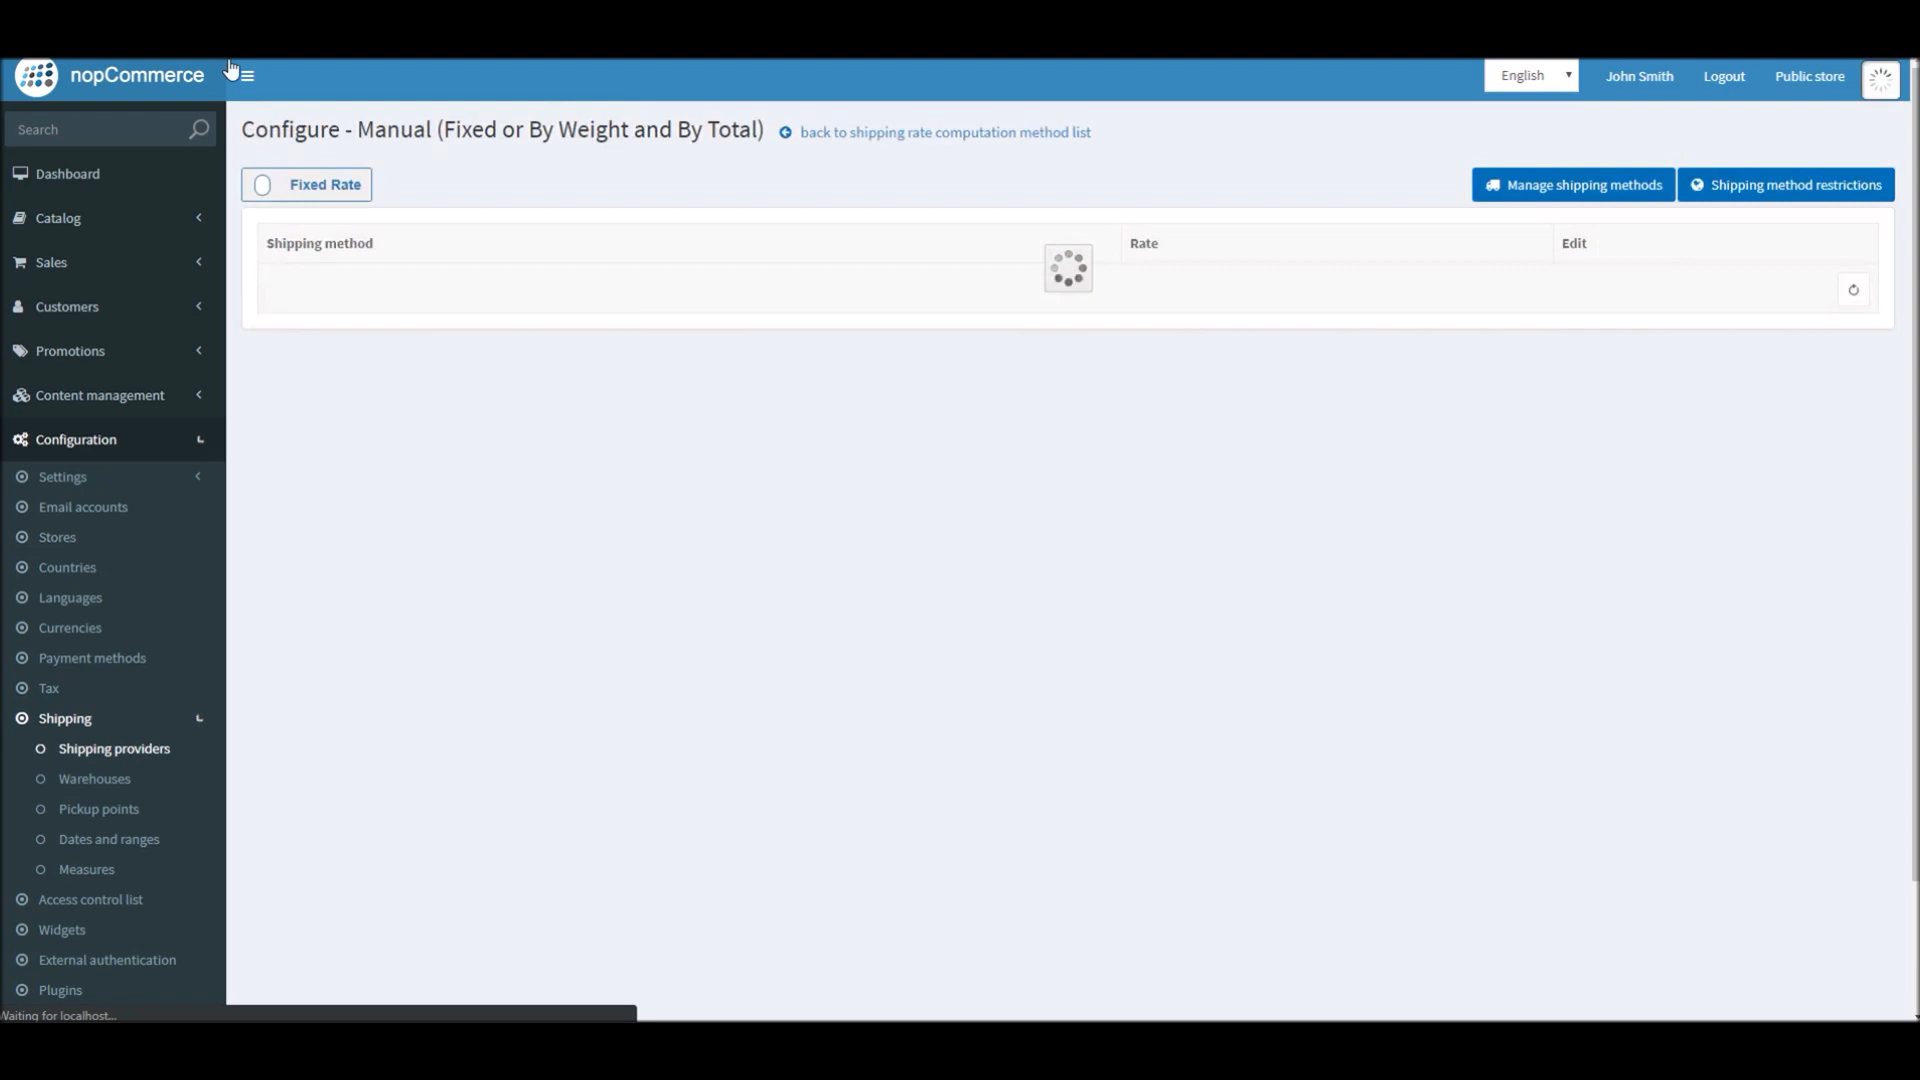 nopCommerce
English
John Smith
Logout
Public store
Search
Configure - Manual (Fixed or By Weight and By Total)
back to shipping rate computation method list
Dashboard
Fixed Rate
Manage shipping methods
Shipping method restrictions
Catalog
Shipping method
Rate
Edit
Sales
Customers
Promotions
Content management
Configuration
Settings
Email accounts
Stores
Countries
Languages
Currencies
Payment methods
Tax
Shipping
Shipping providers
Warehouses
Pickup points
Dates and ranges
Measures
Access control list
Widgets
External authentication
Plugins
Waiting for localhost...